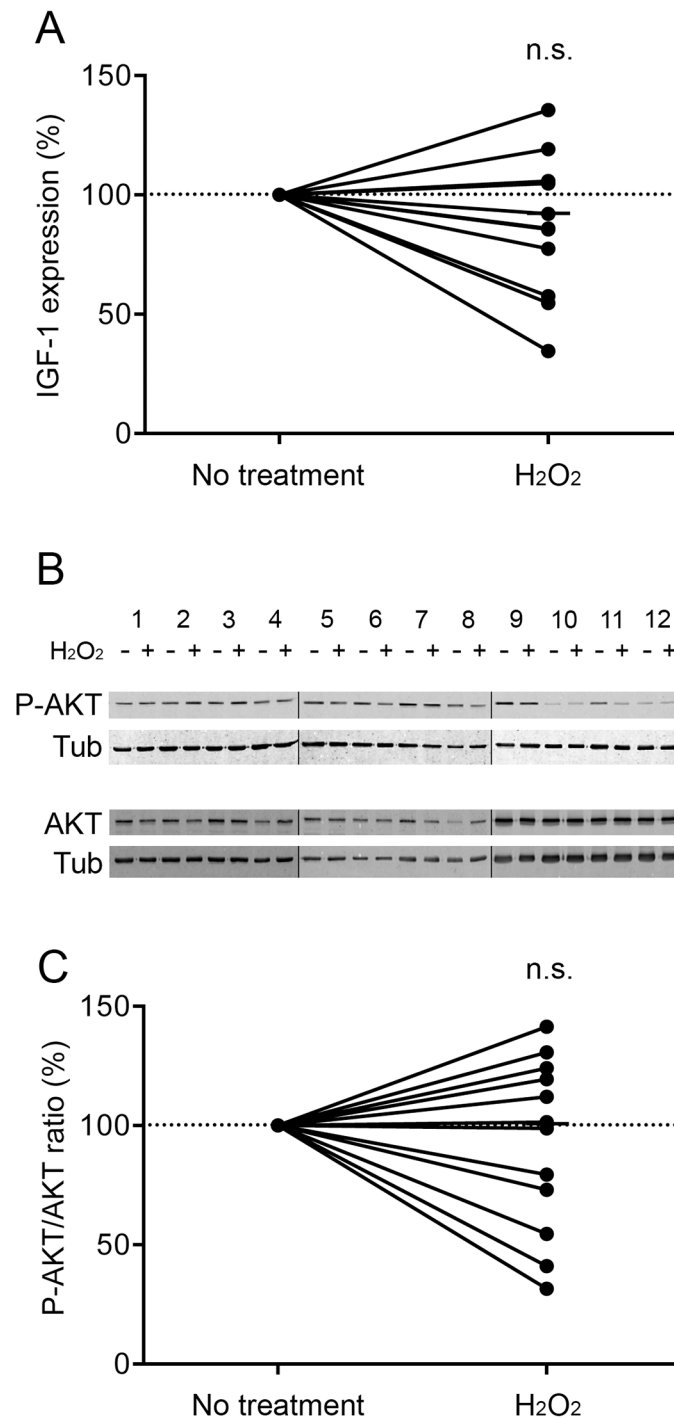 A
n.s.
150
100
50
0
IGF-1 expression (%)
No treatment
H₂O₂
B
1 2 3 4 5 6 7 8 9 10 11 12
H₂O₂ - + - + - + - + - + - + - + - + - + - + - + - +
P-AKT
Tub
AKT
Tub
C
n.s.
150
100
50
0
P-AKT/AKT ratio (%)
No treatment
H₂O₂